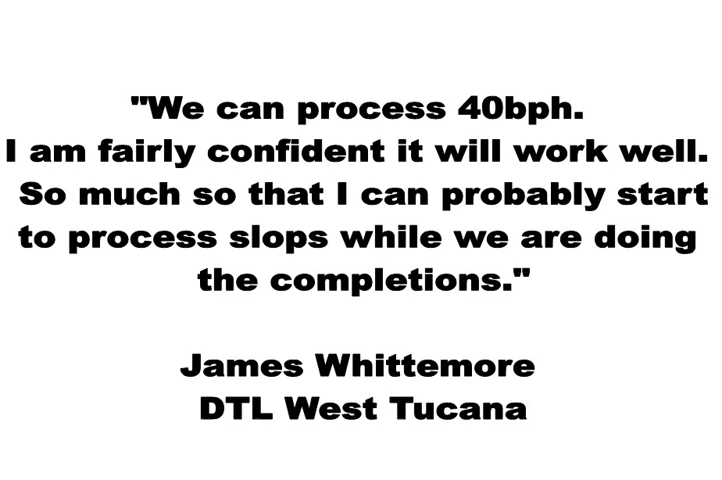 "We can process 40bph.
I am fairly confident it will work well.
So much so that I can probably start
to process slops while we are doing
the completions."
James Whittemore
DTL West Tucana